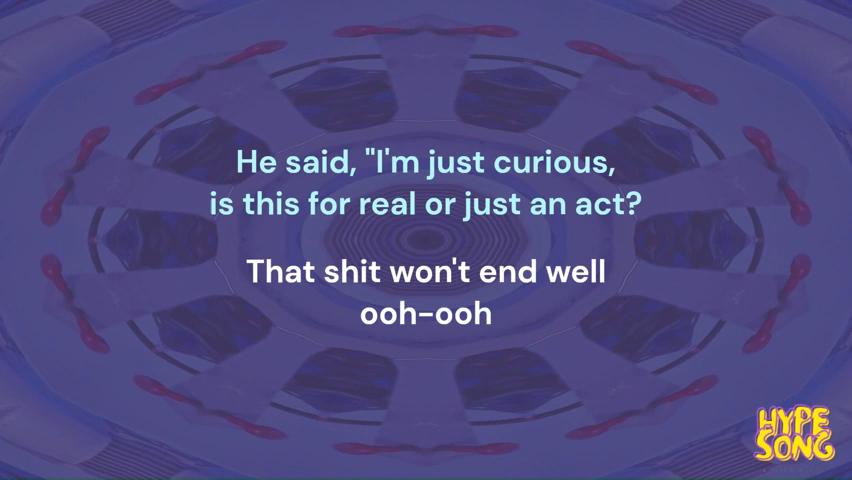 He said, "I'm just curious,
is this for real or just an act?
That shit won't end well
ooh-ooh
HYPE
SONG